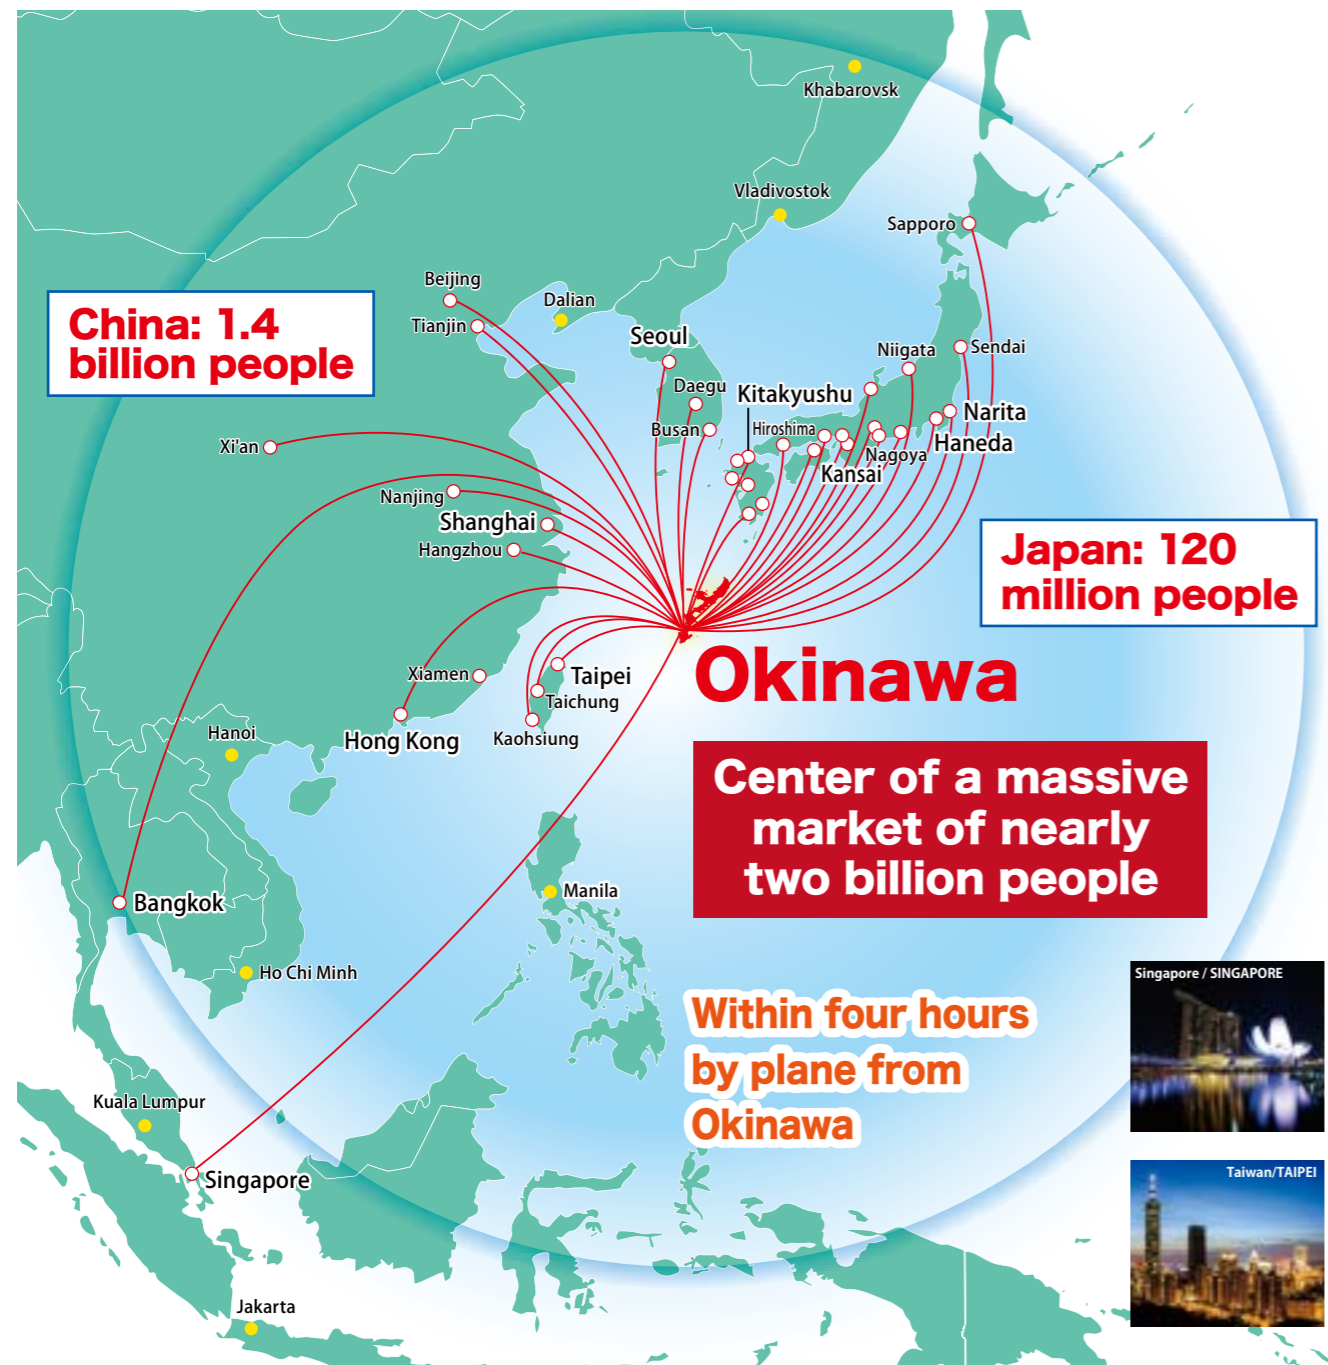 Khabarovsk
Vladivostok
Sapporo
Beijing
Dalian
China: 1.4
billion people
Tianjin
Seoul
Niigata
Sendai
Daegu
Kitakyushu
Narita
Busan
Hiroshima
Haneda
Xi'an
Nagoya
Kansai
Nanjing
Shanghai
Hangzhou
Japan: 120
million people
Okinawa
Xiamen
Taipei
Taichung
Hanoi
Hong Kong
Kaohsiung
Center of a massive
market of nearly
two billion people
Manila
Bangkok
Ho Chi Minh
Singapore / SINGAPORE
Within four hours
by plane from
Okinawa
Kuala Lumpur
Singapore
Taiwan/TAIPEI
Jakarta